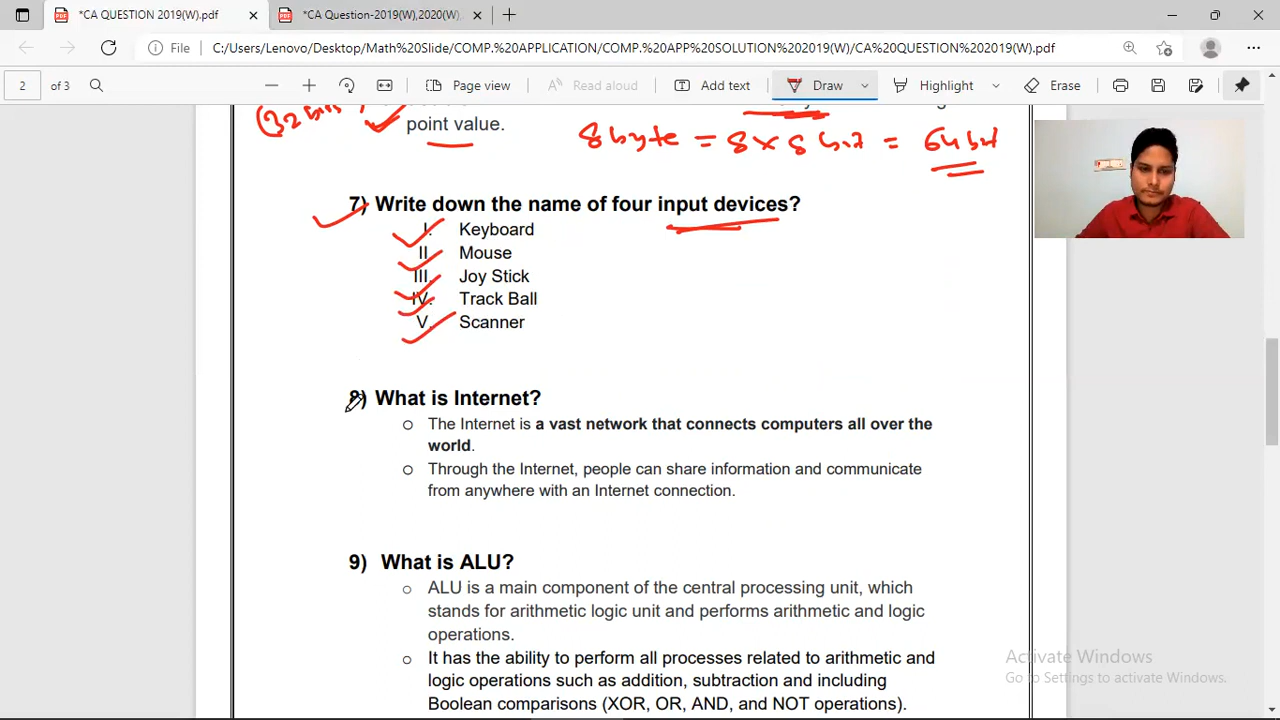 *CA QUESTION 2019(W).pdf
*CA Question-2019(W),2020(W).
File
C:/Users/Lenovo/Desktop/Math%20Slide/COMP.%20APPLICATION/COMP.%20APP%20SOLUTION%202019(W)/CA%20QUESTION%202019(W).pdf
2 of 3
Page view
Read aloud
Add text
Draw
Highlight
Erase
(32 bits)
point value.
8 byte = 8 x 8 bit = 64 bit
7) Write down the name of four input devices?
I. Keyboard
II Mouse
III. Joy Stick
IV. Track Ball
V. Scanner
8) What is Internet?
o The Internet is a vast network that connects computers all over the
world.
o Through the Internet, people can share information and communicate
from anywhere with an Internet connection.
9) What is ALU?
o ALU is a main component of the central processing unit, which
stands for arithmetic logic unit and performs arithmetic and logic
operations.
o It has the ability to perform all processes related to arithmetic and
logic operations such as addition, subtraction and including
Boolean comparisons (XOR, OR, AND, and NOT operations).
Activate Windows
Go to Settings to activate Windows.